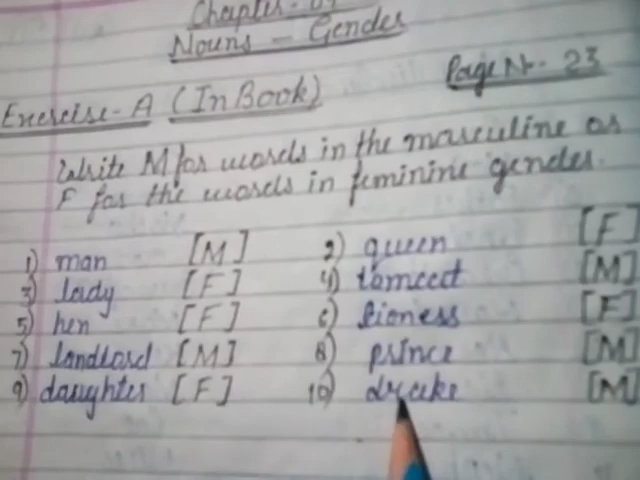 Chapter-04
Nouns - Gender
Page No. 23
Exercise-A (In Book)
Write M for words in the masculine or
F for the words in feminine gender.
1) man [M] 2) queen [F]
3) lady [F] 4) tomcat [M]
5) hen [F] 6) lioness [F]
7) landlord [M] 8) prince [M]
9) daughter [F] 10) drake [M]